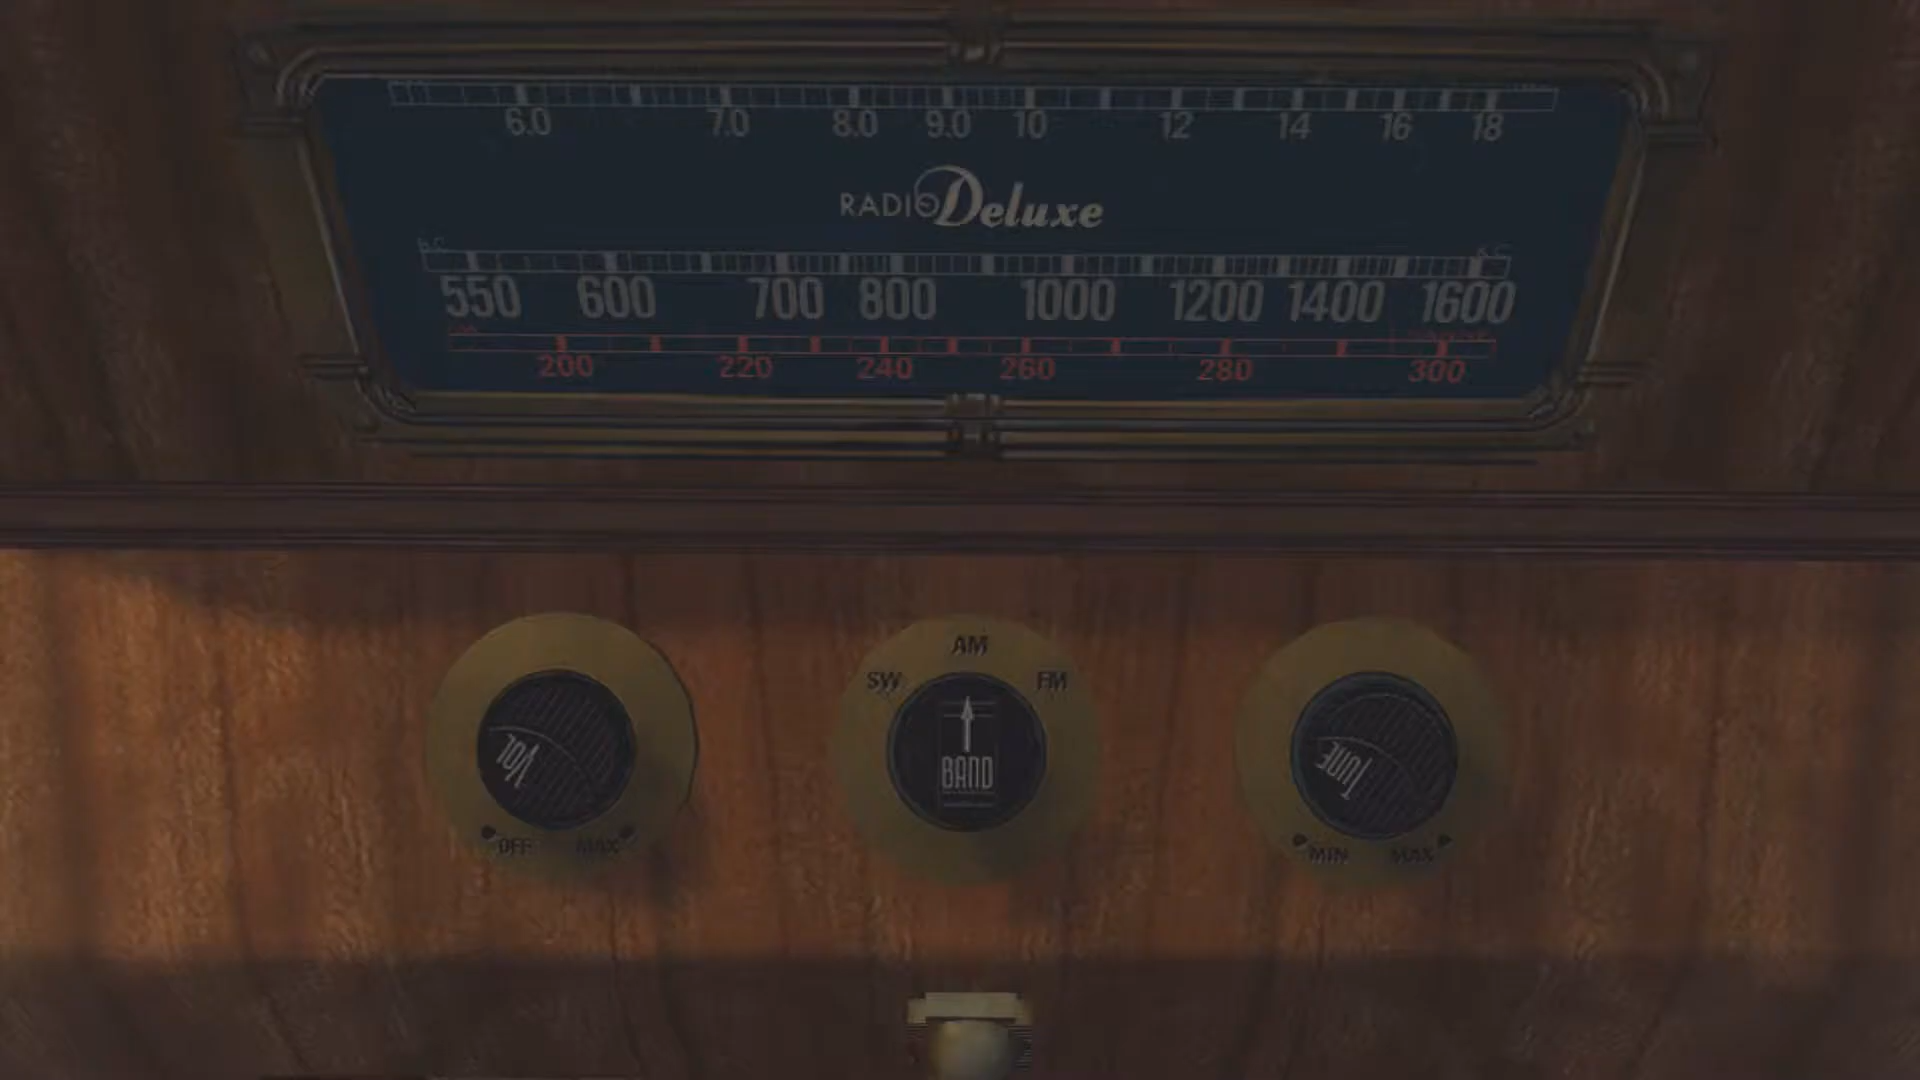 6.0 7.0 8.0 9.0 10 12 14 16 18
RADIO Deluxe
B.C. K.C.
550 600 700 800 1000 1200 1400 1600
200 220 240 260 280 300
SW AM FM
VOL BAND TUNE
OFF MAX MIN MAX